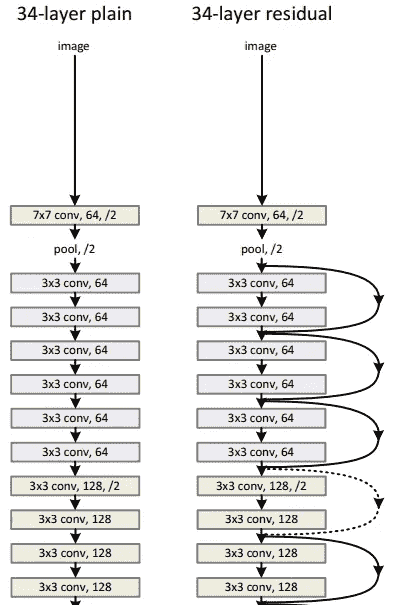 34-layer plain
image
7x7 conv, 64, /2
pool, /2
3x3 conv, 64
3x3 conv, 64
3x3 conv, 64
3x3 conv, 64
3x3 conv, 64
3x3 conv, 64
3x3 conv, 128, /2
3x3 conv, 128
3x3 conv, 128
3x3 conv, 128
34-layer residual
image
7x7 conv, 64, /2
pool, /2
3x3 conv, 64
3x3 conv, 64
3x3 conv, 64
3x3 conv, 64
3x3 conv, 64
3x3 conv, 64
3x3 conv, 128, /2
3x3 conv, 128
3x3 conv, 128
3x3 conv, 128